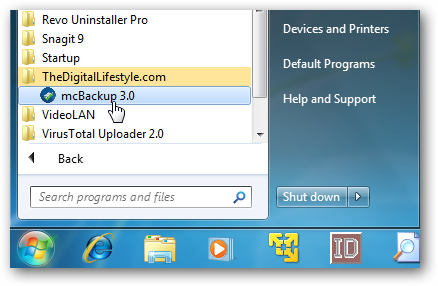 Revo Uninstaller Pro
Snagit 9
Startup
TheDigitalLifestyle.com
mcBackup 3.0
VideoLAN
VirusTotal Uploader 2.0
Back
Search programs and files
Devices and Printers
Default Programs
Help and Support
Shut down
ID